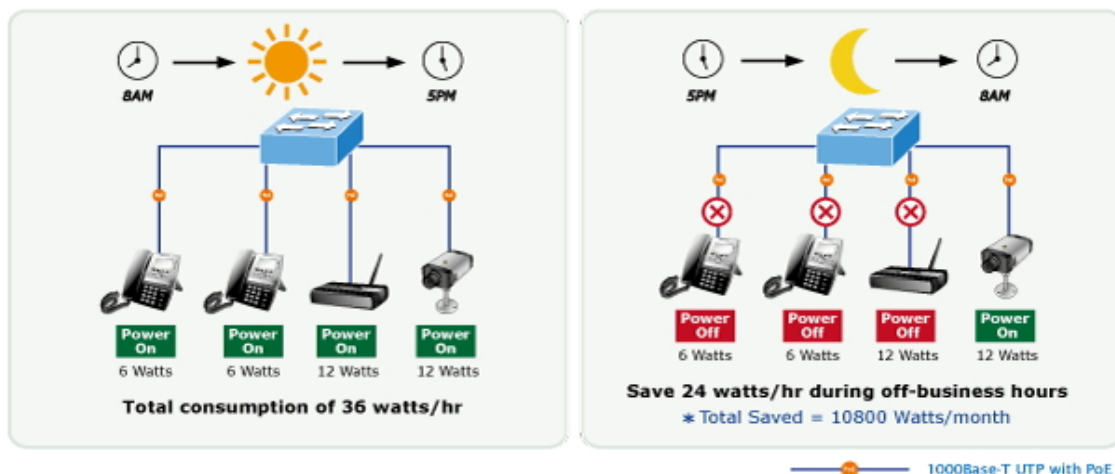 8AM
5PM
Power On
6 Watts
Power On
6 Watts
Power On
12 Watts
Power On
12 Watts
Total consumption of 36 watts/hr
5PM
8AM
Power Off
6 Watts
Power Off
6 Watts
Power Off
12 Watts
Power On
12 Watts
Save 24 watts/hr during off-business hours
* Total Saved = 10800 Watts/month
PoE 1000Base-T UTP with PoE